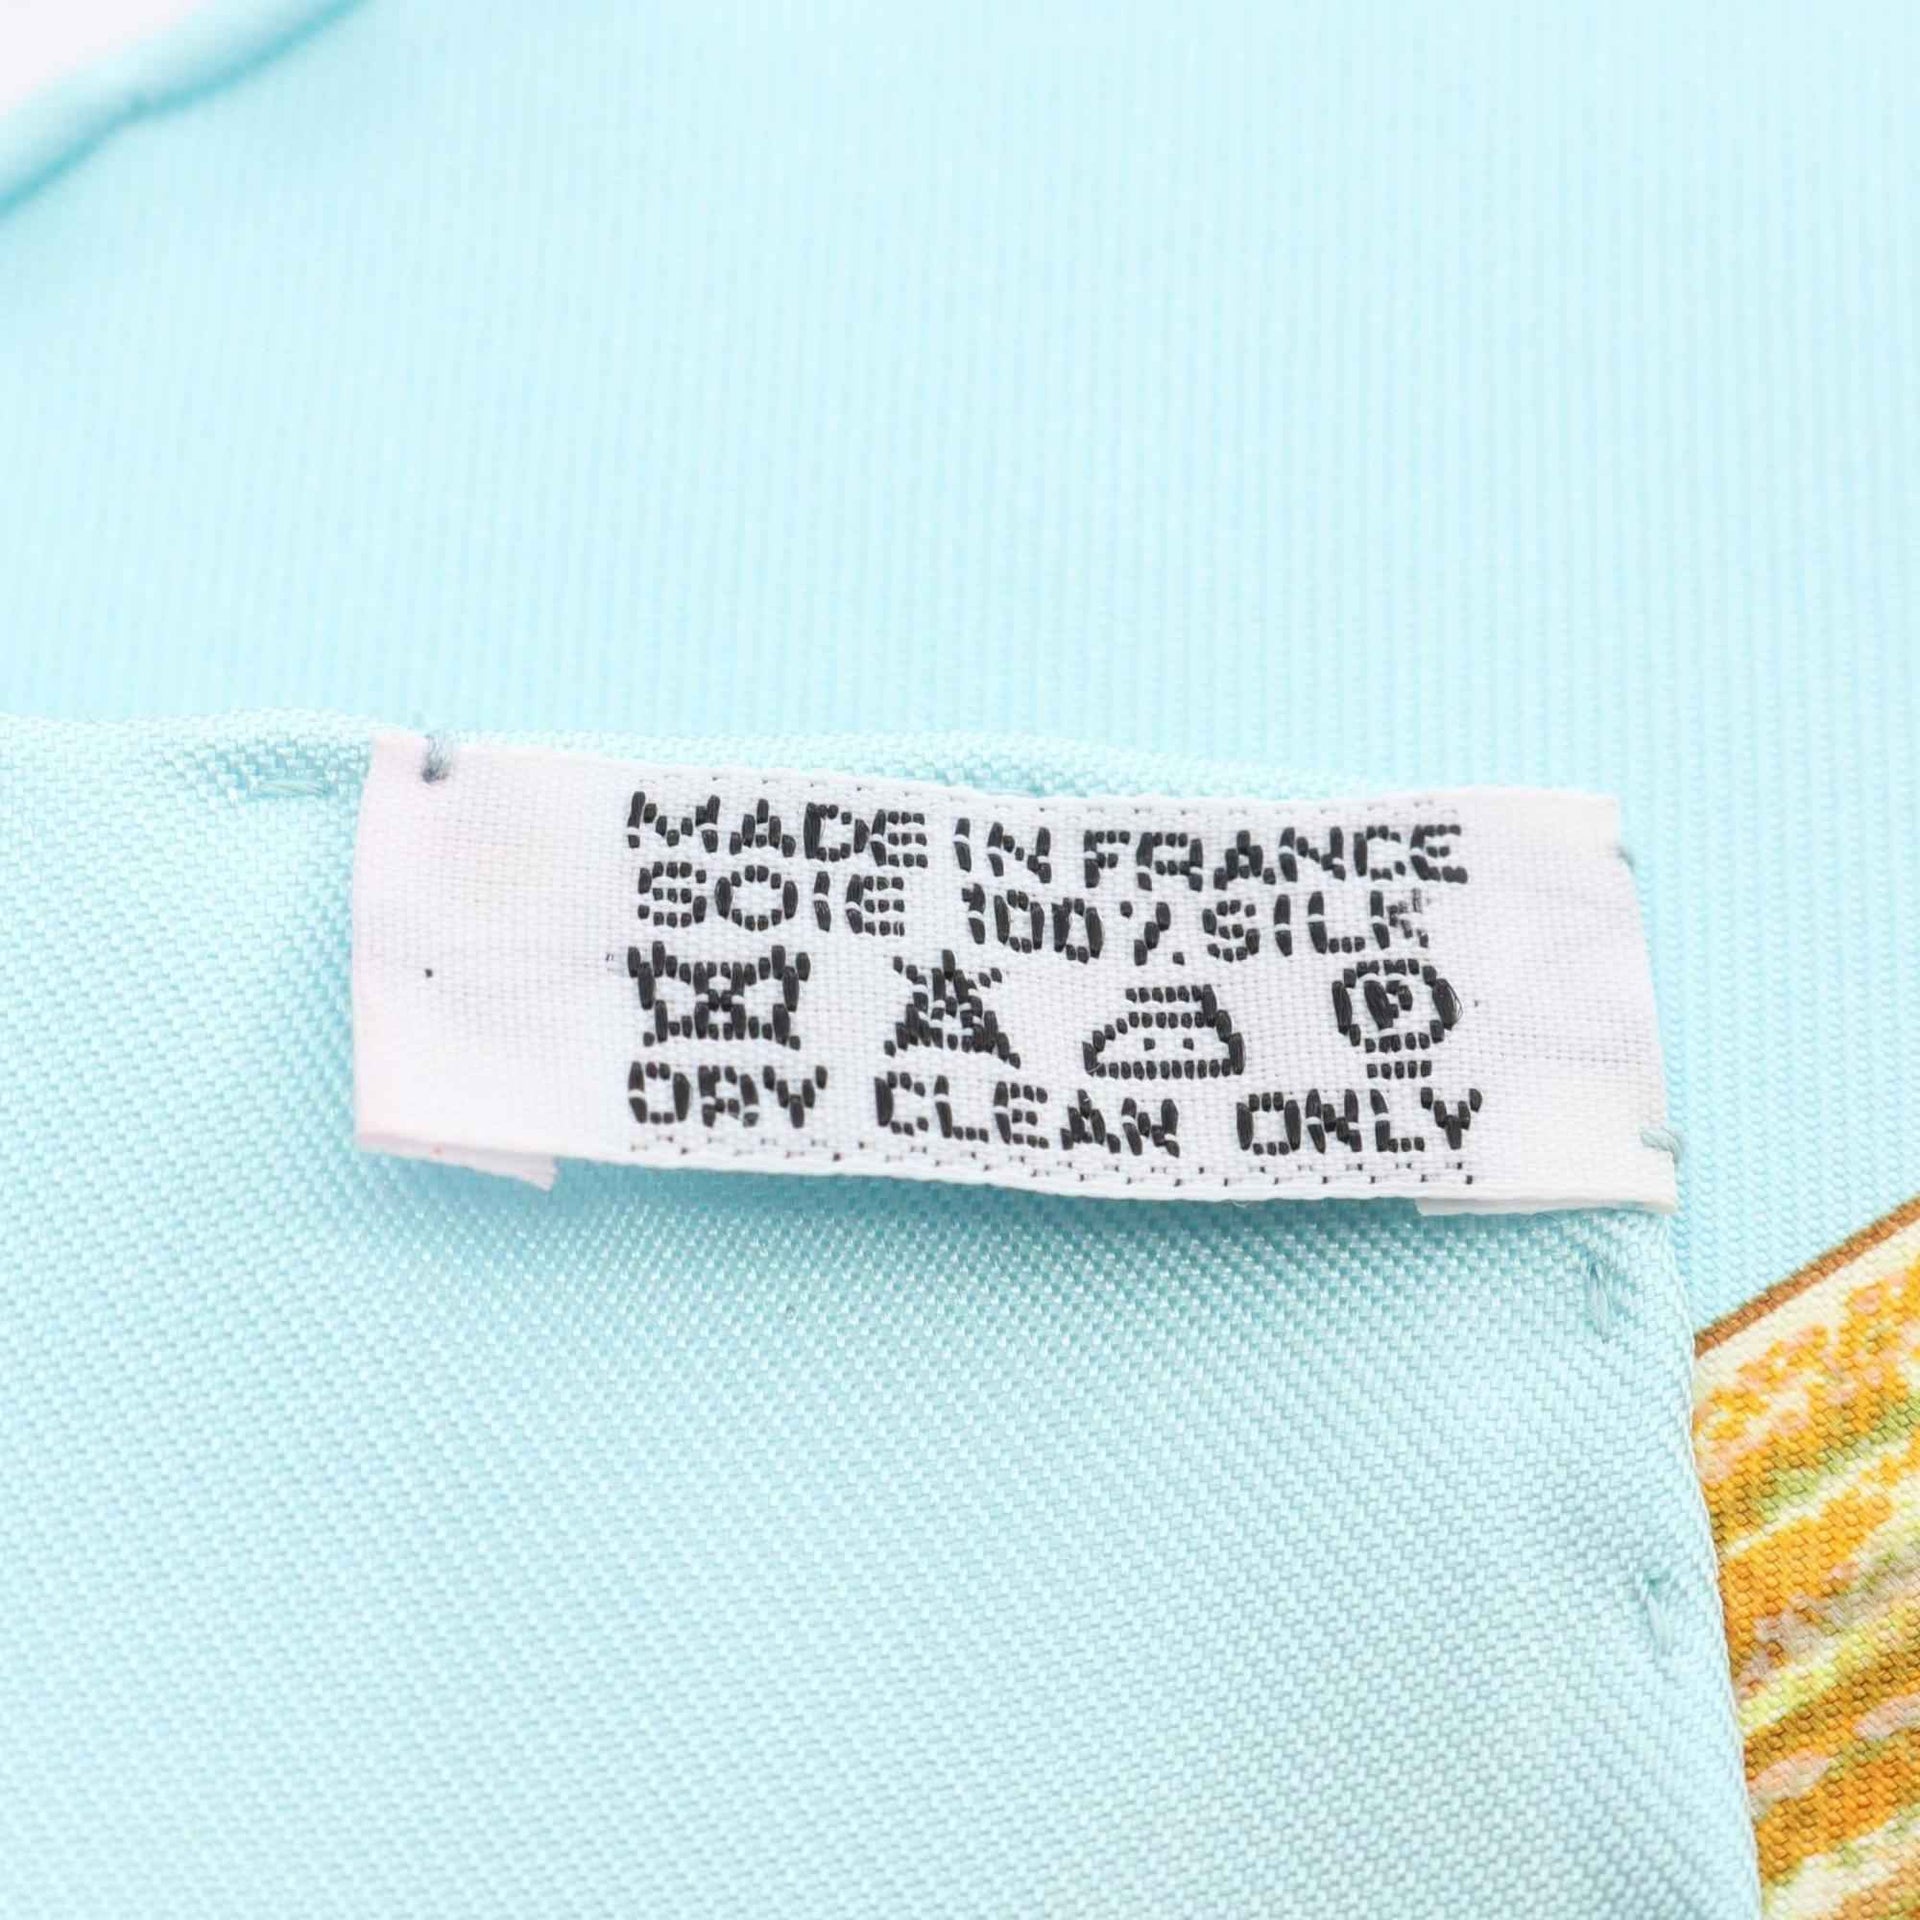 MADE IN FRANCE
SOIE 100% SILK
P
DRY CLEAN ONLY